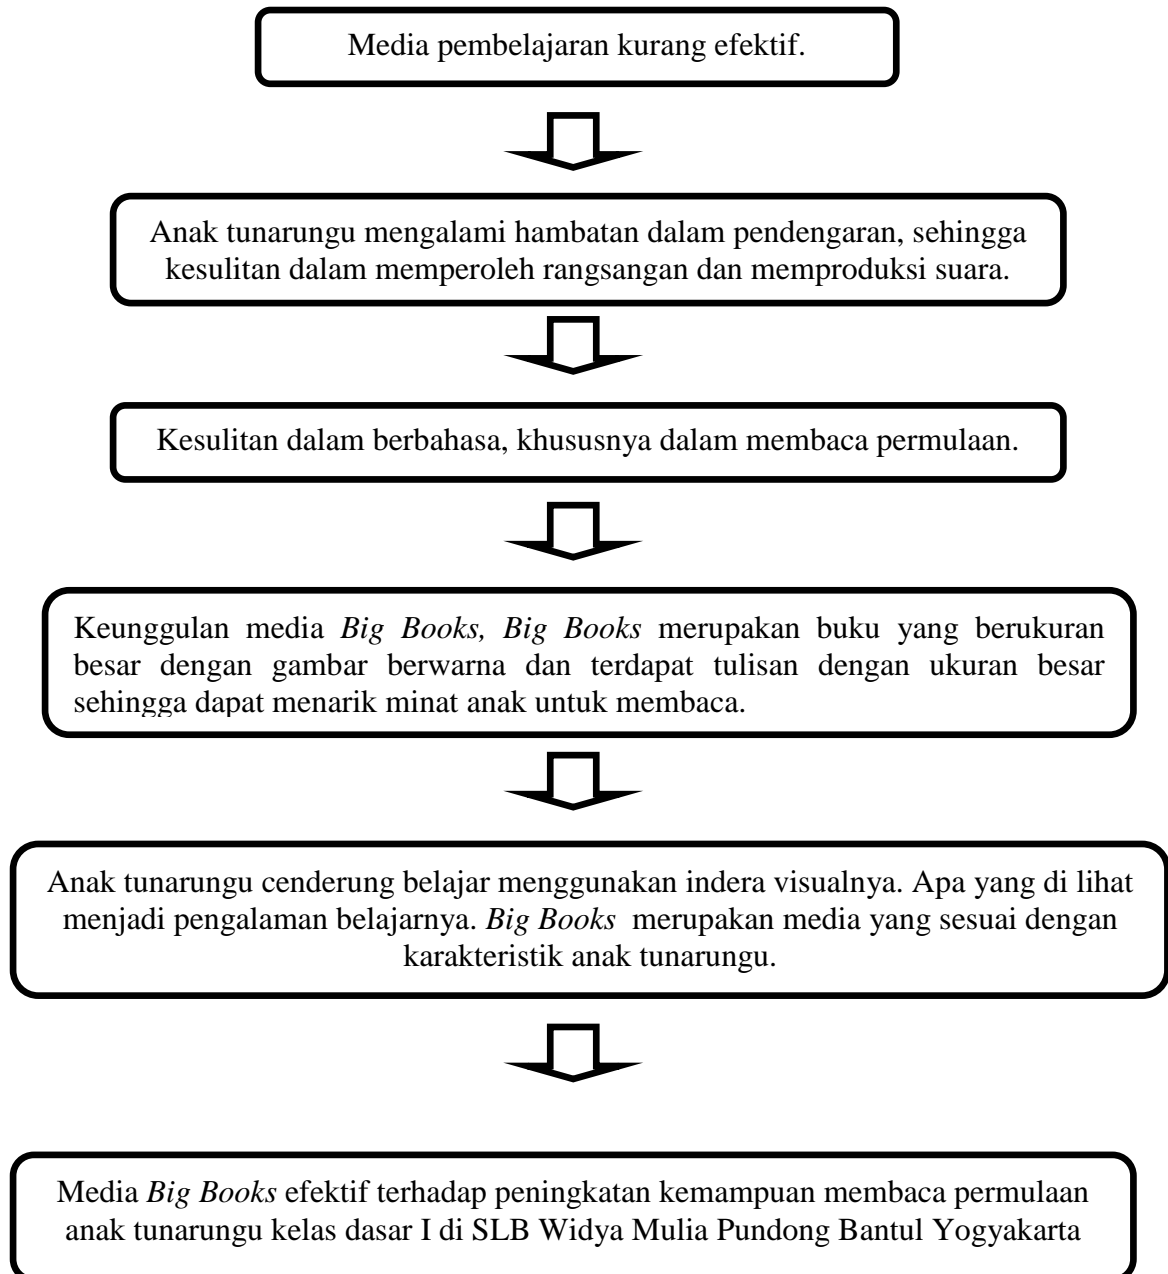 Media pembelajaran kurang efektif.
Anak tunarungu mengalami hambatan dalam pendengaran, sehingga
kesulitan dalam memperoleh rangsangan dan memproduksi suara.
Kesulitan dalam berbahasa, khususnya dalam membaca permulaan.
Keunggulan media Big Books, Big Books merupakan buku yang berukuran
besar dengan gambar berwarna dan terdapat tulisan dengan ukuran besar
sehingga dapat menarik minat anak untuk membaca.
Anak tunarungu cenderung belajar menggunakan indera visualnya. Apa yang di lihat
menjadi pengalaman belajarnya. Big Books merupakan media yang sesuai dengan
karakteristik anak tunarungu.
Media Big Books efektif terhadap peningkatan kemampuan membaca permulaan
anak tunarungu kelas dasar I di SLB Widya Mulia Pundong Bantul Yogyakarta